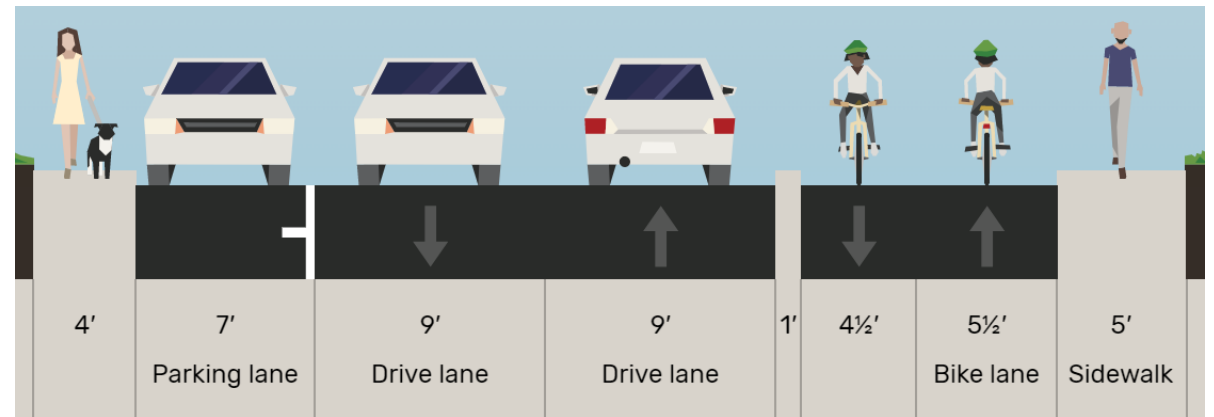 4′ 7′ 9′ 9′ 1′ 4½′ 5½′ 5′
Parking lane Drive lane Drive lane Bike lane Sidewalk